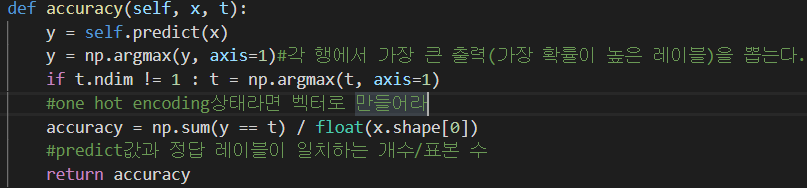 def accuracy(self, x, t):
    y = self.predict(x)
    y = np.argmax(y, axis=1)#각 행에서 가장 큰 출력(가장 확률이 높은 레이블)을 뽑는다.
    if t.ndim != 1 : t = np.argmax(t, axis=1)
    #one hot encoding상태라면 벡터로 만들어라
    accuracy = np.sum(y == t) / float(x.shape[0])
    #predict값과 정답 레이블이 일치하는 개수/표본 수
    return accuracy